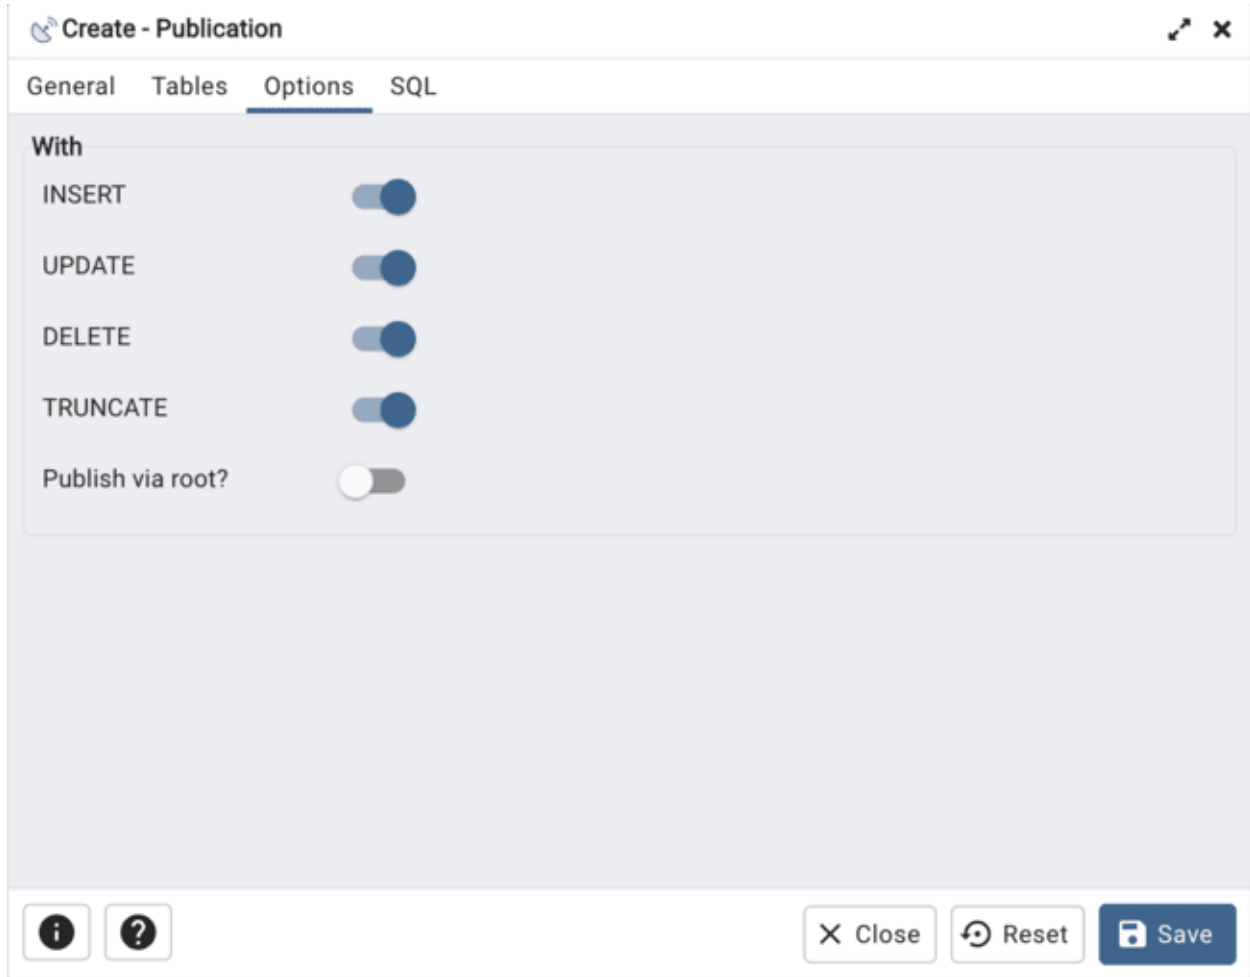 Create - Publication
General Tables Options SQL
With
INSERT
UPDATE
DELETE
TRUNCATE
Publish via root?
Close Reset Save